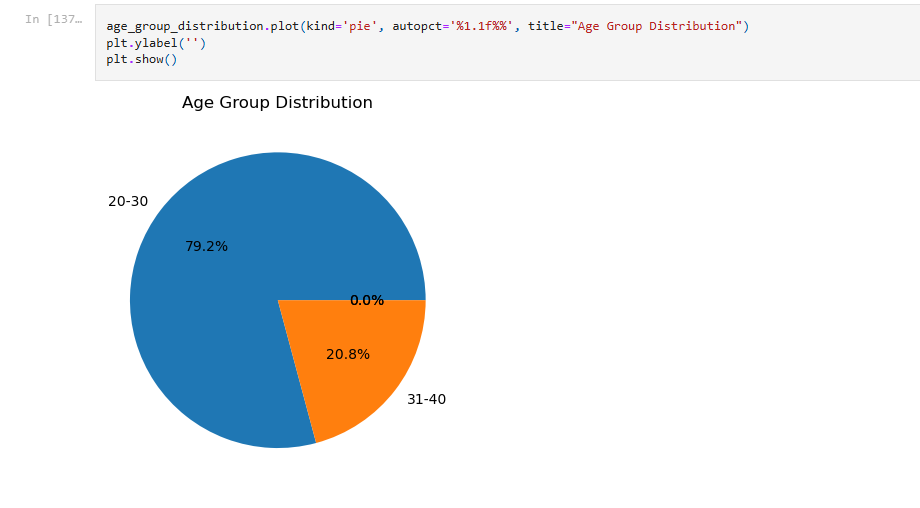 In [137…
age_group_distribution.plot(kind='pie', autopct='%1.1f%%', title="Age Group Distribution")
plt.ylabel('')
plt.show()
Age Group Distribution
20-30
79.2%
0.0%
20.8%
31-40